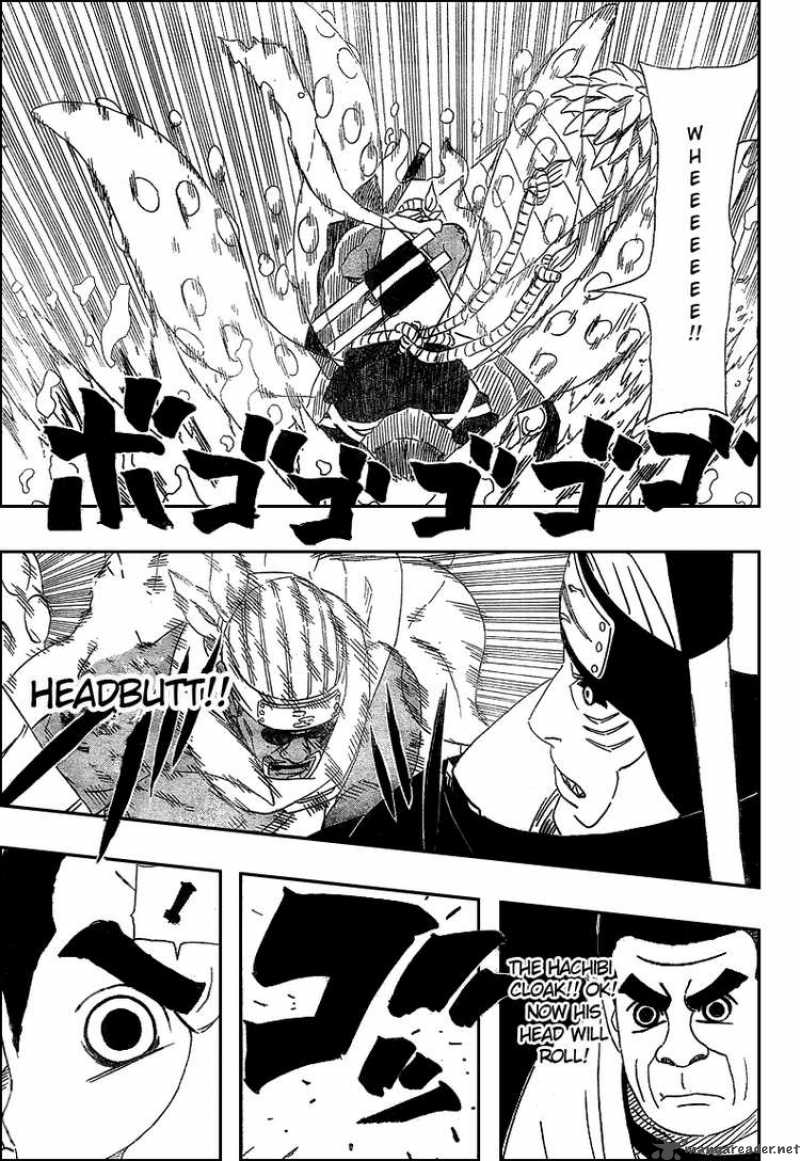 W
H
E
E
E
E
E
E
E
!!
ボゴゴゴゴゴ
HEADBUTT!!
THE HACHIBI
CLOAK!! OK!
NOW HIS
HEAD WILL
ROLL!
ゴッ
!
mangareader.net